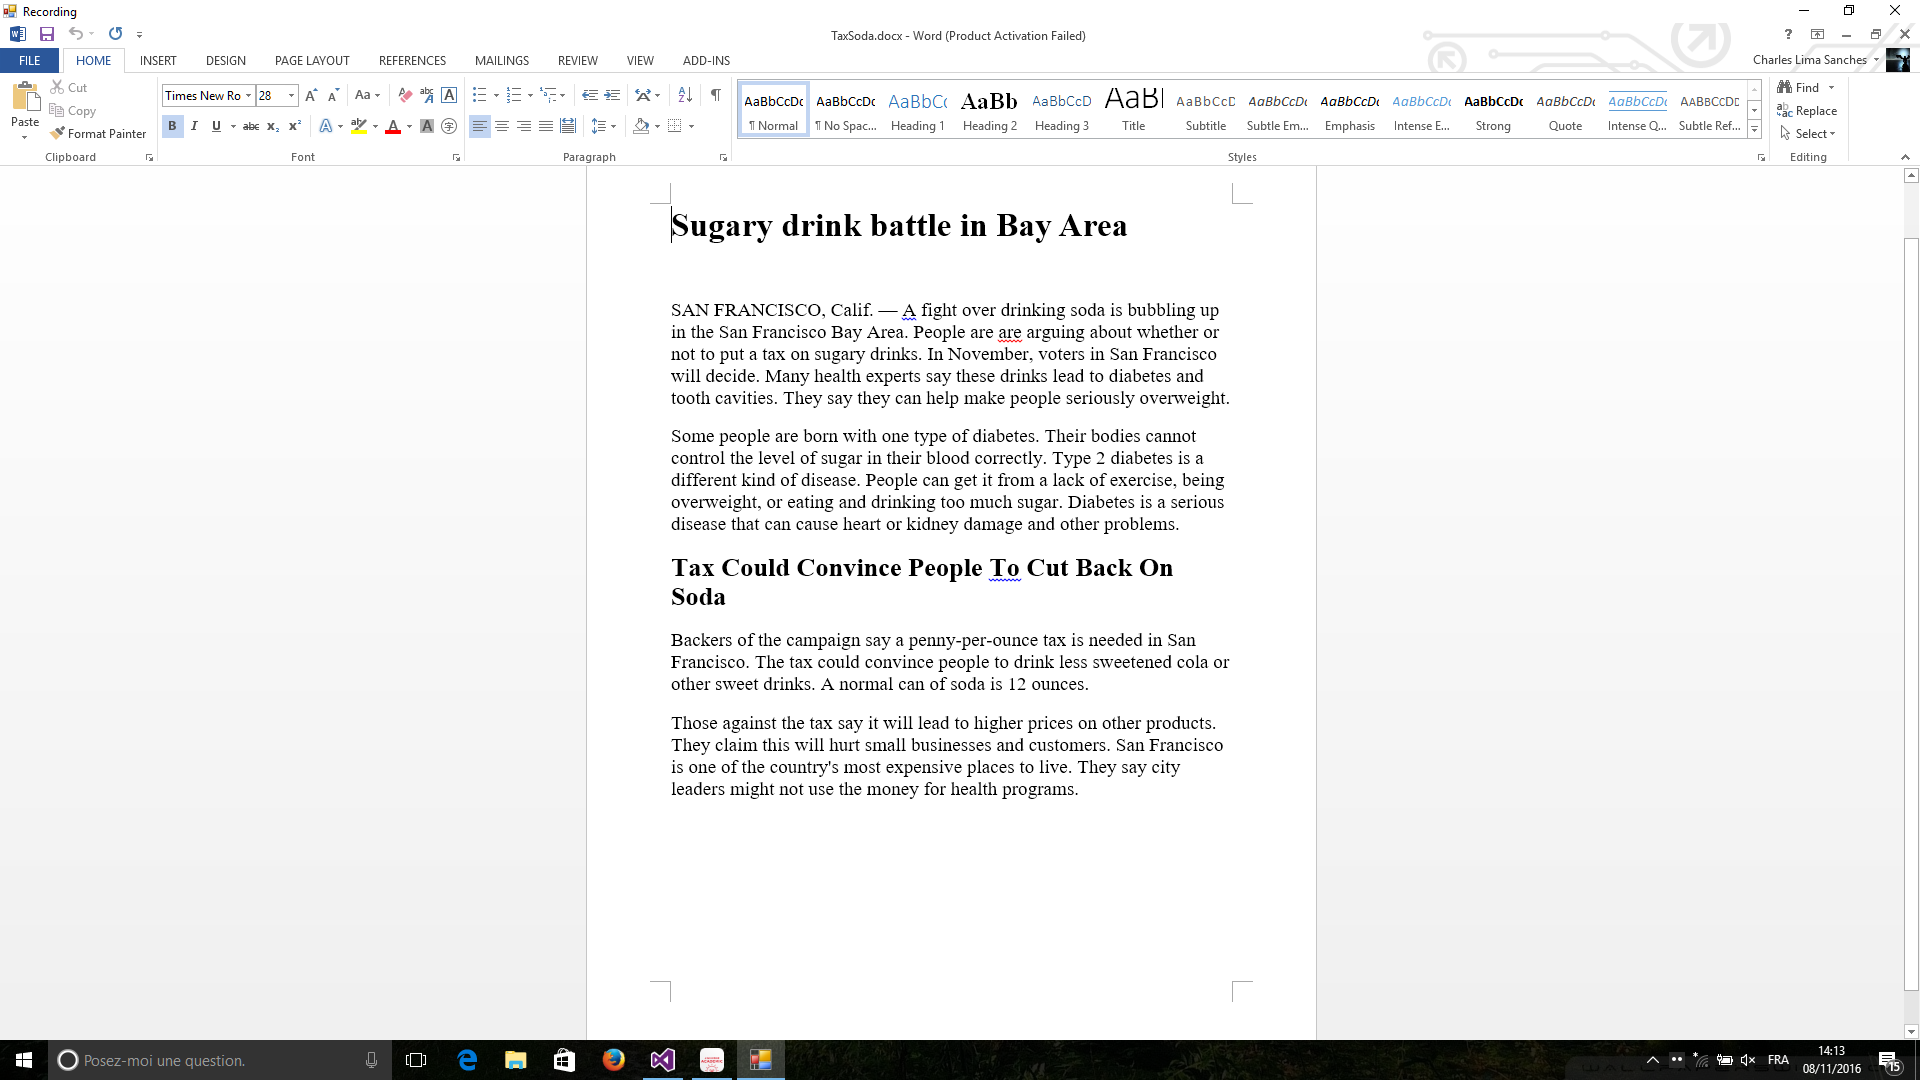 Recording
TaxSoda.docx - Word (Product Activation Failed)
FILE HOME INSERT DESIGN PAGE LAYOUT REFERENCES MAILINGS REVIEW VIEW ADD-INS
Charles Lima Sanches
Paste
Cut
Copy
Format Painter
Clipboard
Times New Ro 28
Font
Paragraph
AaBbCcDc AaBbCcDc AaBbCc AaBb AaBbCcD AaBl AaBbCcD AaBbCcDc AaBbCcDc AaBbCcDc AaBbCcDc AaBbCcDc AaBbCcDc AABBCCDC
¶ Normal ¶ No Spac... Heading 1 Heading 2 Heading 3 Title Subtitle Subtle Em... Emphasis Intense E... Strong Quote Intense Q... Subtle Ref...
Styles
Find
Replace
Select
Editing
Sugary drink battle in Bay Area
SAN FRANCISCO, Calif. — A fight over drinking soda is bubbling up
in the San Francisco Bay Area. People are are arguing about whether or
not to put a tax on sugary drinks. In November, voters in San Francisco
will decide. Many health experts say these drinks lead to diabetes and
tooth cavities. They say they can help make people seriously overweight.
Some people are born with one type of diabetes. Their bodies cannot
control the level of sugar in their blood correctly. Type 2 diabetes is a
different kind of disease. People can get it from a lack of exercise, being
overweight, or eating and drinking too much sugar. Diabetes is a serious
disease that can cause heart or kidney damage and other problems.
Tax Could Convince People To Cut Back On
Soda
Backers of the campaign say a penny-per-ounce tax is needed in San
Francisco. The tax could convince people to drink less sweetened cola or
other sweet drinks. A normal can of soda is 12 ounces.
Those against the tax say it will lead to higher prices on other products.
They claim this will hurt small businesses and customers. San Francisco
is one of the country's most expensive places to live. They say city
leaders might not use the money for health programs.
Posez-moi une question.
FRA
14:13
08/11/2016
15